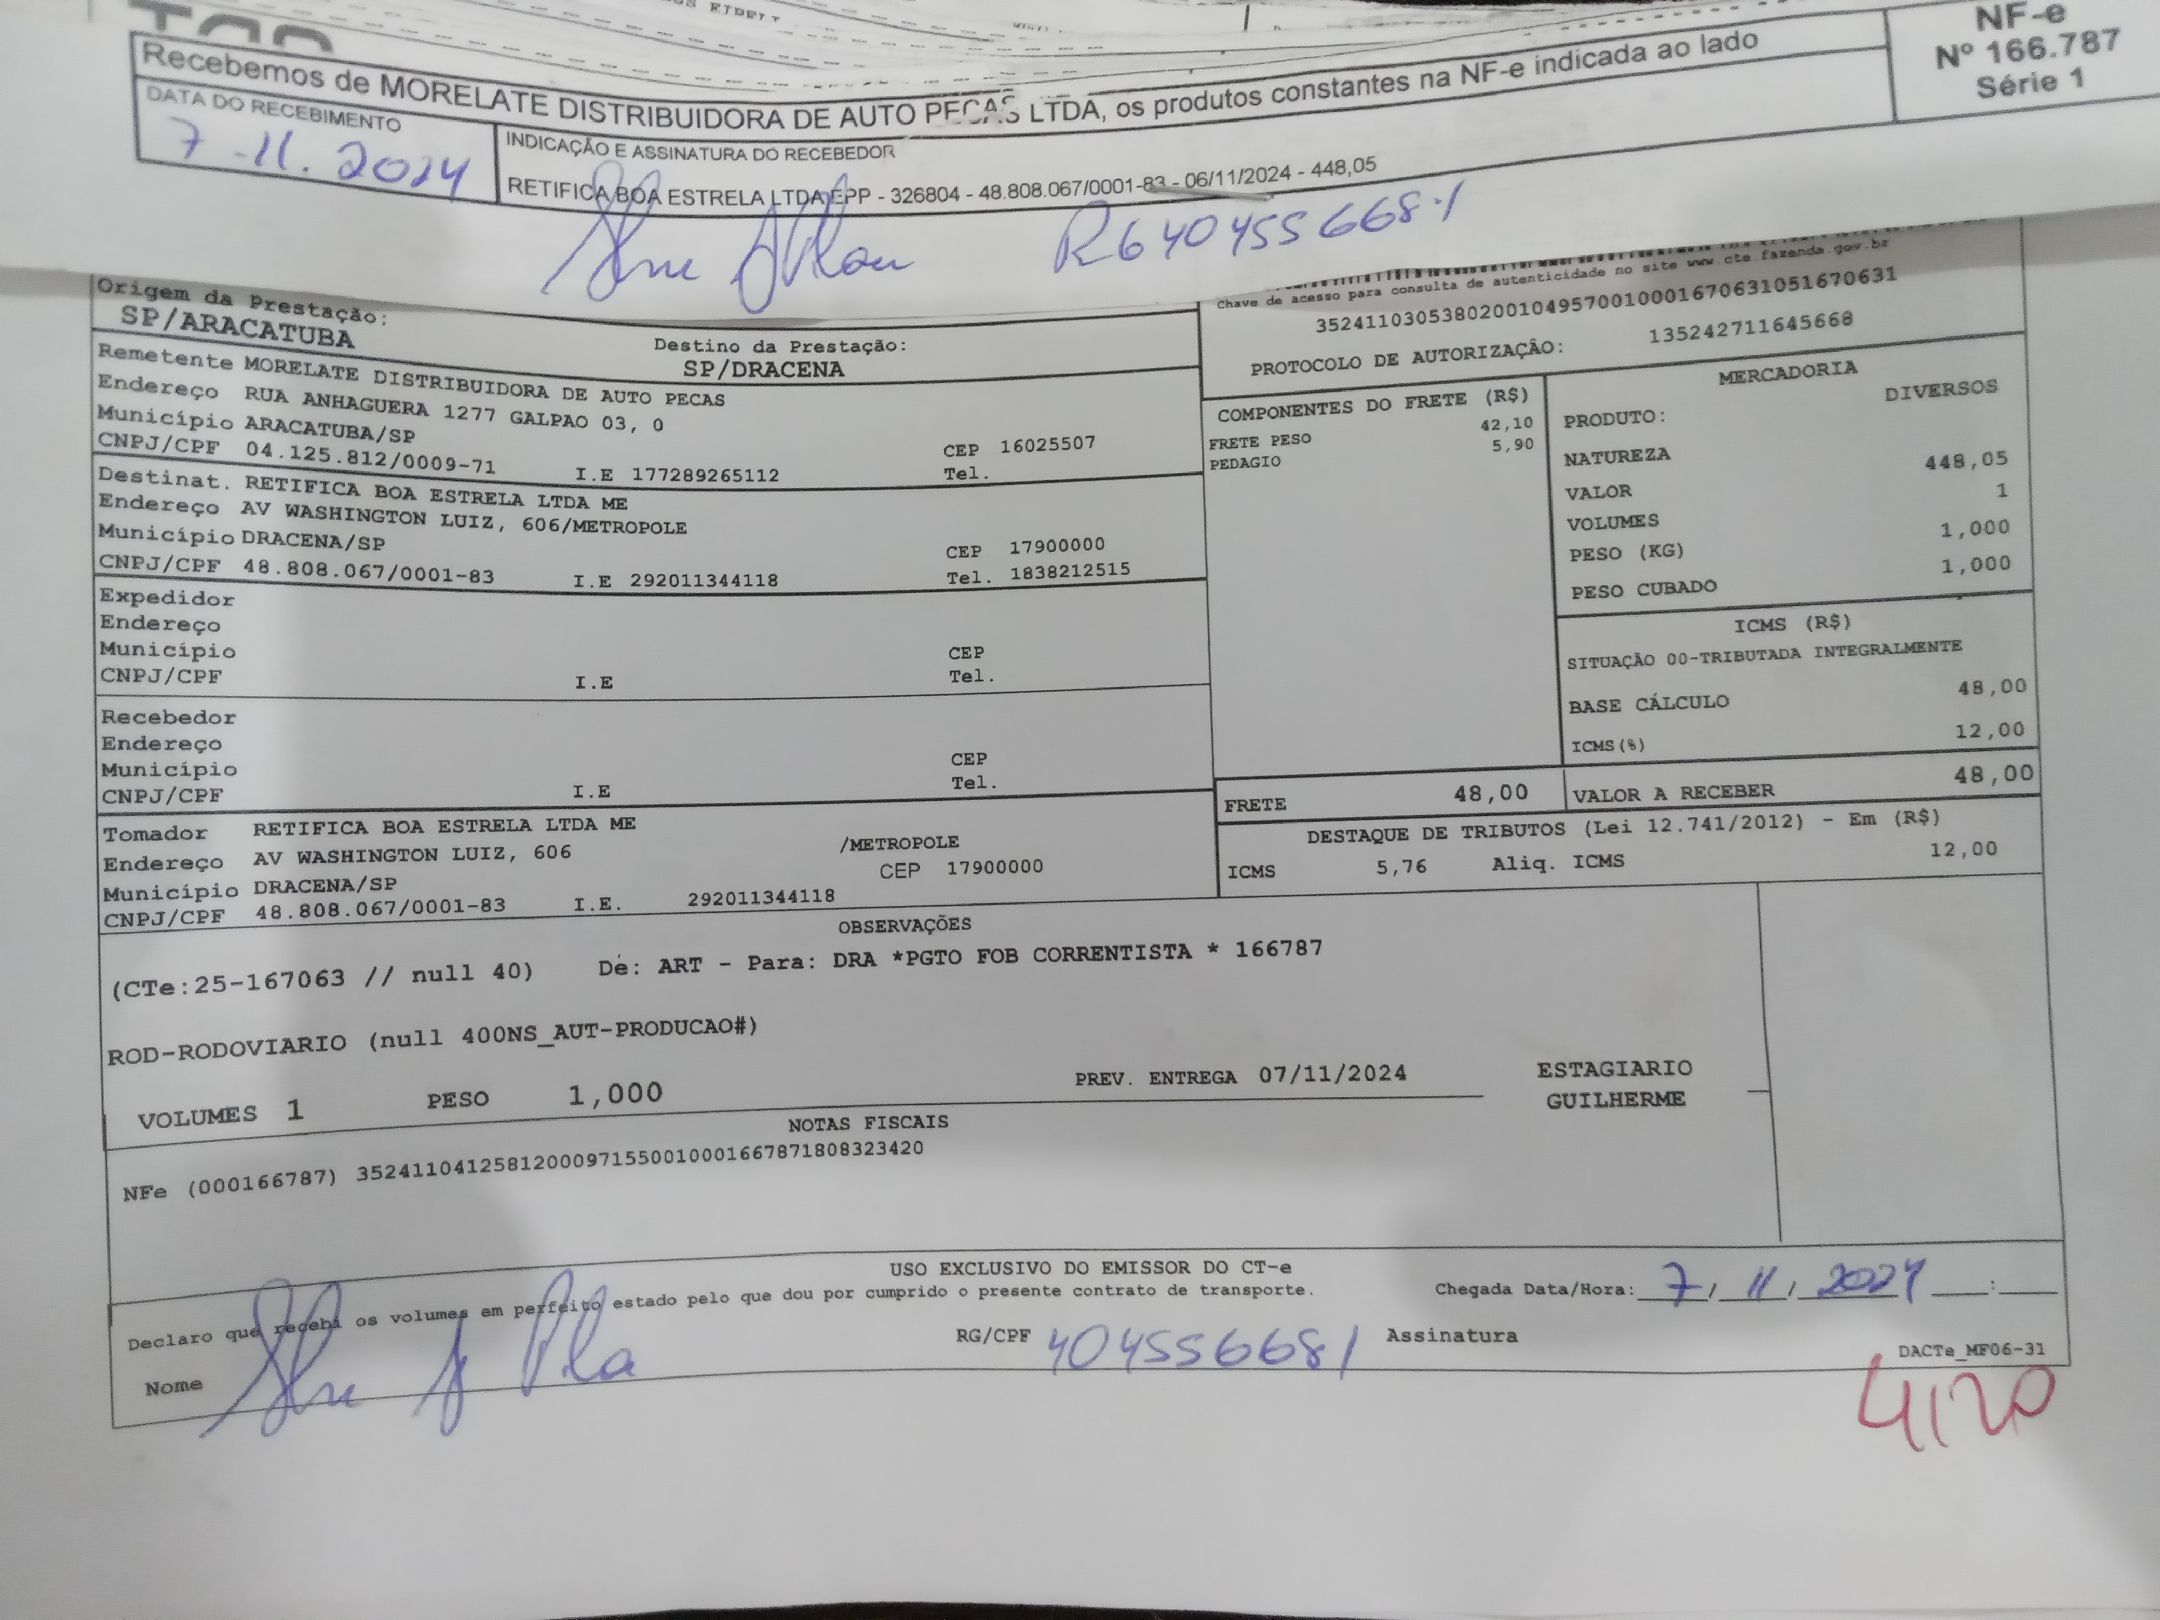 NF-e
Nº 166.787
Série 1
Recebemos de MORELATE DISTRIBUIDORA DE AUTO PECAS LTDA, os produtos constantes na NF-e indicada ao lado
DATA DO RECEBIMENTO
7-11.2024
INDICAÇÃO E ASSINATURA DO RECEBEDOR
RETIFICA BOA ESTRELA LTDA EPP - 326804 - 48.808.067/0001-83 - 06/11/2024 - 448,05
RG 404556681
Chave de acesso para consulta de autenticidade no site www.cte.fazenda.gov.br
35241103053802001049570010001670631051670631
PROTOCOLO DE AUTORIZAÇÃO: 135242711645668
Origem da Prestação:
SP/ARACATUBA
Destino da Prestação:
SP/DRACENA
Remetente MORELATE DISTRIBUIDORA DE AUTO PECAS
Endereço RUA ANHAGUERA 1277 GALPAO 03, 0
Município ARACATUBA/SP CEP 16025507
CNPJ/CPF 04.125.812/0009-71 I.E 177289265112 Tel.
Destinat. RETIFICA BOA ESTRELA LTDA ME
Endereço AV WASHINGTON LUIZ, 606/METROPOLE
Município DRACENA/SP CEP 17900000
CNPJ/CPF 48.808.067/0001-83 I.E 292011344118 Tel. 1838212515
Expedidor
Endereço
Município CEP
CNPJ/CPF I.E Tel.
Recebedor
Endereço
Município CEP
CNPJ/CPF I.E Tel.
Tomador RETIFICA BOA ESTRELA LTDA ME
Endereço AV WASHINGTON LUIZ, 606 /METROPOLE
Município DRACENA/SP CEP 17900000
CNPJ/CPF 48.808.067/0001-83 I.E. 292011344118
COMPONENTES DO FRETE (R$)
FRETE PESO 42,10
PEDAGIO 5,90
MERCADORIA
PRODUTO: DIVERSOS
NATUREZA
VALOR 448,05
VOLUMES 1
PESO (KG) 1,000
PESO CUBADO 1,000
ICMS (R$)
SITUAÇÃO 00-TRIBUTADA INTEGRALMENTE
BASE CÁLCULO 48,00
ICMS(%) 12,00
FRETE 48,00 VALOR A RECEBER 48,00
DESTAQUE DE TRIBUTOS (Lei 12.741/2012) - Em (R$)
ICMS 5,76 Aliq. ICMS 12,00
OBSERVAÇÕES
(CTe:25-167063 // null 40) De: ART - Para: DRA *PGTO FOB CORRENTISTA * 166787
ROD-RODOVIARIO (null 400NS_AUT-PRODUCAO#)
VOLUMES 1 PESO 1,000 PREV. ENTREGA 07/11/2024
ESTAGIARIO
GUILHERME
NOTAS FISCAIS
NFe (000166787) 35241104125812000971550010001667871808323420
USO EXCLUSIVO DO EMISSOR DO CT-e
Declaro que recebi os volumes em perfeito estado pelo que dou por cumprido o presente contrato de transporte.
Chegada Data/Hora: 7/11/2024 ____:____
Nome RG/CPF 404556681 Assinatura
DACTe_MF06-31
4120